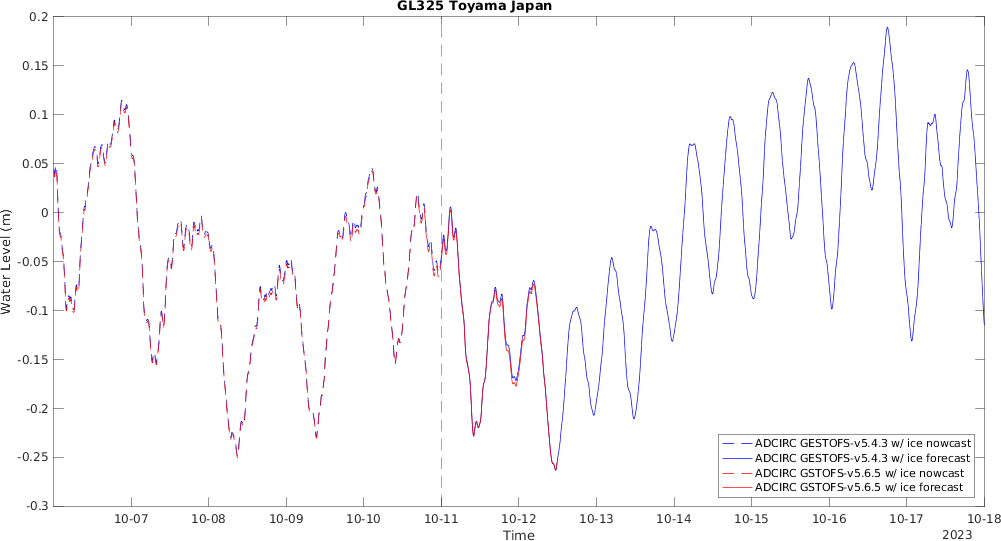 GL325 Toyama Japan
0.2
0.15
0.1
0.05
0
-0.05
-0.1
-0.15
-0.2
-0.25
-0.3
Water Level (m)
ADCIRC GESTOFS-v5.4.3 w/ ice nowcast
ADCIRC GESTOFS-v5.4.3 w/ ice forecast
ADCIRC GSTOFS-v5.6.5 w/ ice nowcast
ADCIRC GSTOFS-v5.6.5 w/ ice forecast
10-07 10-08 10-09 10-10 10-11 10-12 10-13 10-14 10-15 10-16 10-17 10-18
Time
2023